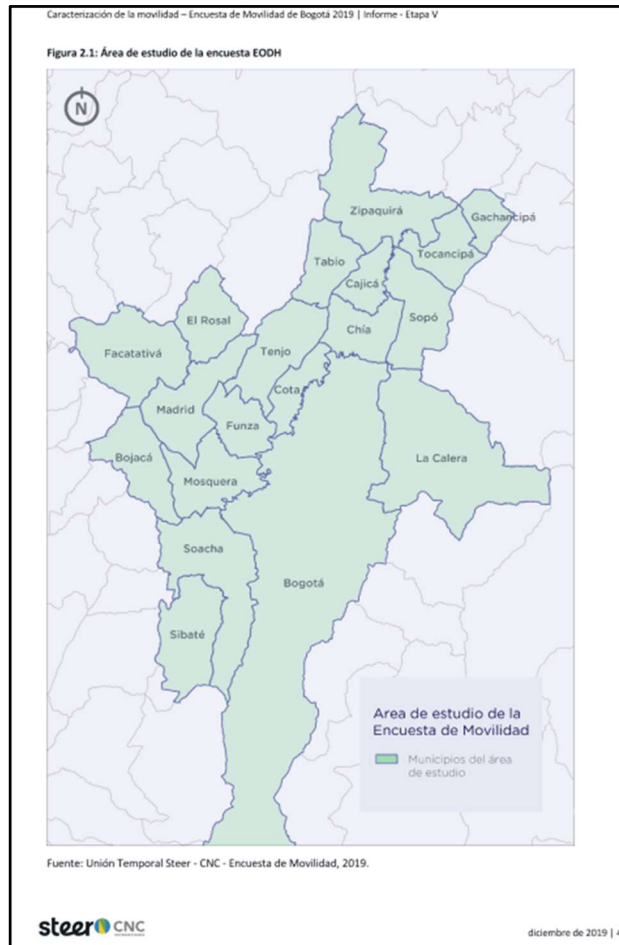 Caracterización de la movilidad – Encuesta de Movilidad de Bogotá 2019 | Informe - Etapa V
Figura 2.1: Área de estudio de la encuesta EODH
N
Zipaquirá
Gachancipá
Tocancipá
Tabio
Cajicá
Sopó
El Rosal
Chía
Tenjo
Facatativá
Cota
Madrid
Funza
Bojacá
La Calera
Mosquera
Soacha
Bogotá
Sibaté
Area de estudio de la
Encuesta de Movilidad
Municipios del área
de estudio
Fuente: Unión Temporal Steer - CNC - Encuesta de Movilidad, 2019.
steer CNC
diciembre de 2019 | 4